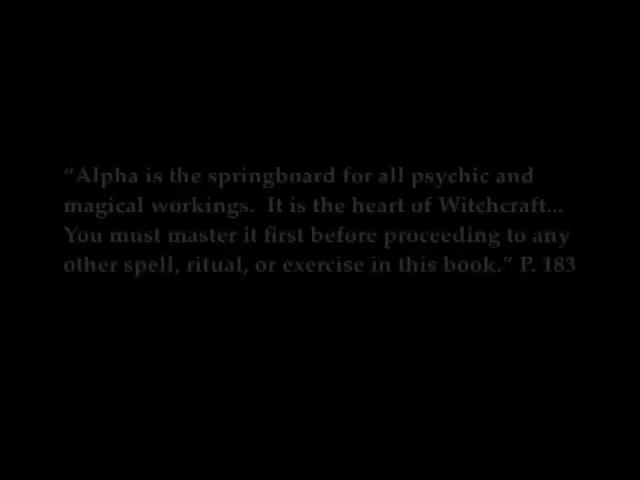 “Alpha is the springboard for all psychic and
magical workings.  It is the heart of Witchcraft...
You must master it first before proceeding to any
other spell, ritual, or exercise in this book.” P. 183